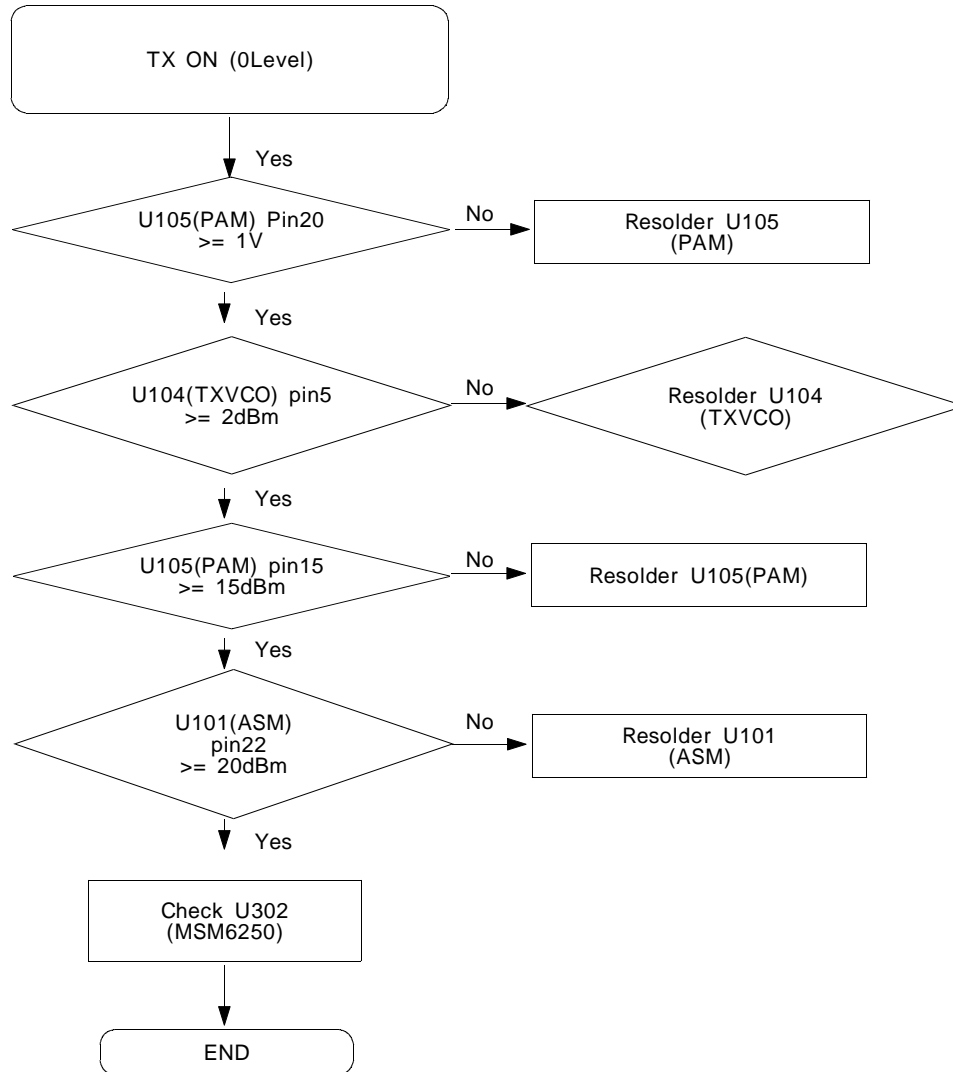 TX ON (0Level)
Yes
U105(PAM) Pin20
>= 1V
No
Resolder U105
(PAM)
Yes
U104(TXVCO) pin5
>= 2dBm
No
Resolder U104
(TXVCO)
Yes
U105(PAM) pin15
>= 15dBm
No
Resolder U105(PAM)
Yes
U101(ASM)
pin22
>= 20dBm
No
Resolder U101
(ASM)
Yes
Check U302
(MSM6250)
END